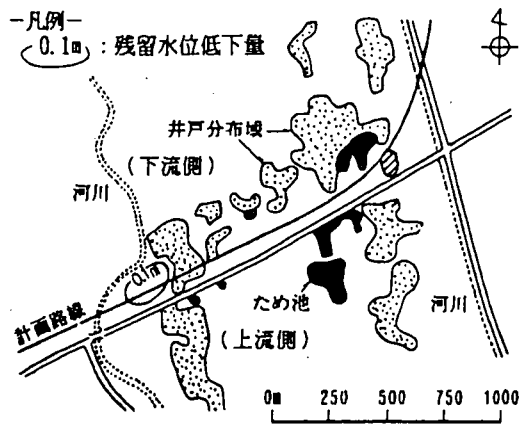 －凡例－
0.1m : 残留水位低下量
4
井戸分布域
(下流側)
河川
0.1m
ため池
河川
計画路線
(上流側)
0m 250 500 750 1000